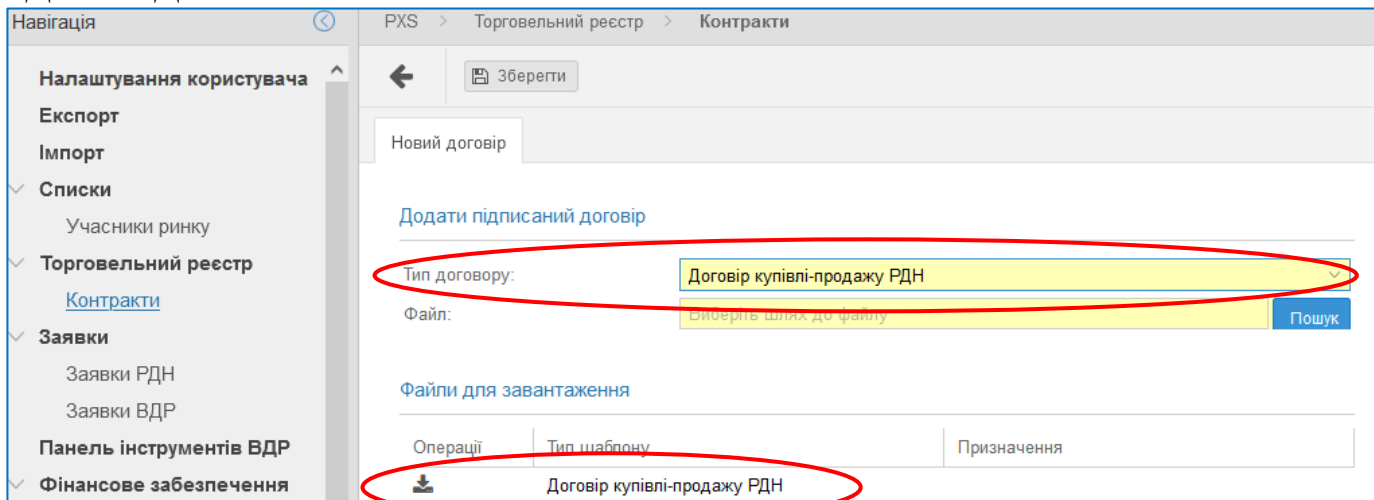 Навігація
PXS > Торговельний реєстр > Контракти
Налаштування користувача
Зберегти
Експорт
Новий договір
Імпорт
Списки
Додати підписаний договір
Учасники ринку
Торговельний реєстр
Тип договору: Договір купівлі-продажу РДН
Контракти
Файл: Виберіть шлях до файлу Пошук
Заявки
Заявки РДН
Файли для завантаження
Заявки ВДР
Панель інструментів ВДР
Операції Тип шаблону Призначення
Фінансове забезпечення
Договір купівлі-продажу РДН